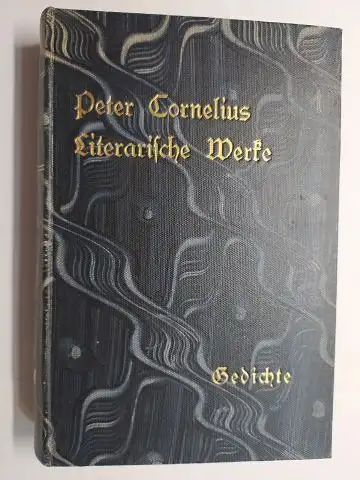 Peter Cornelius
Literariſche Werke
Gedichte